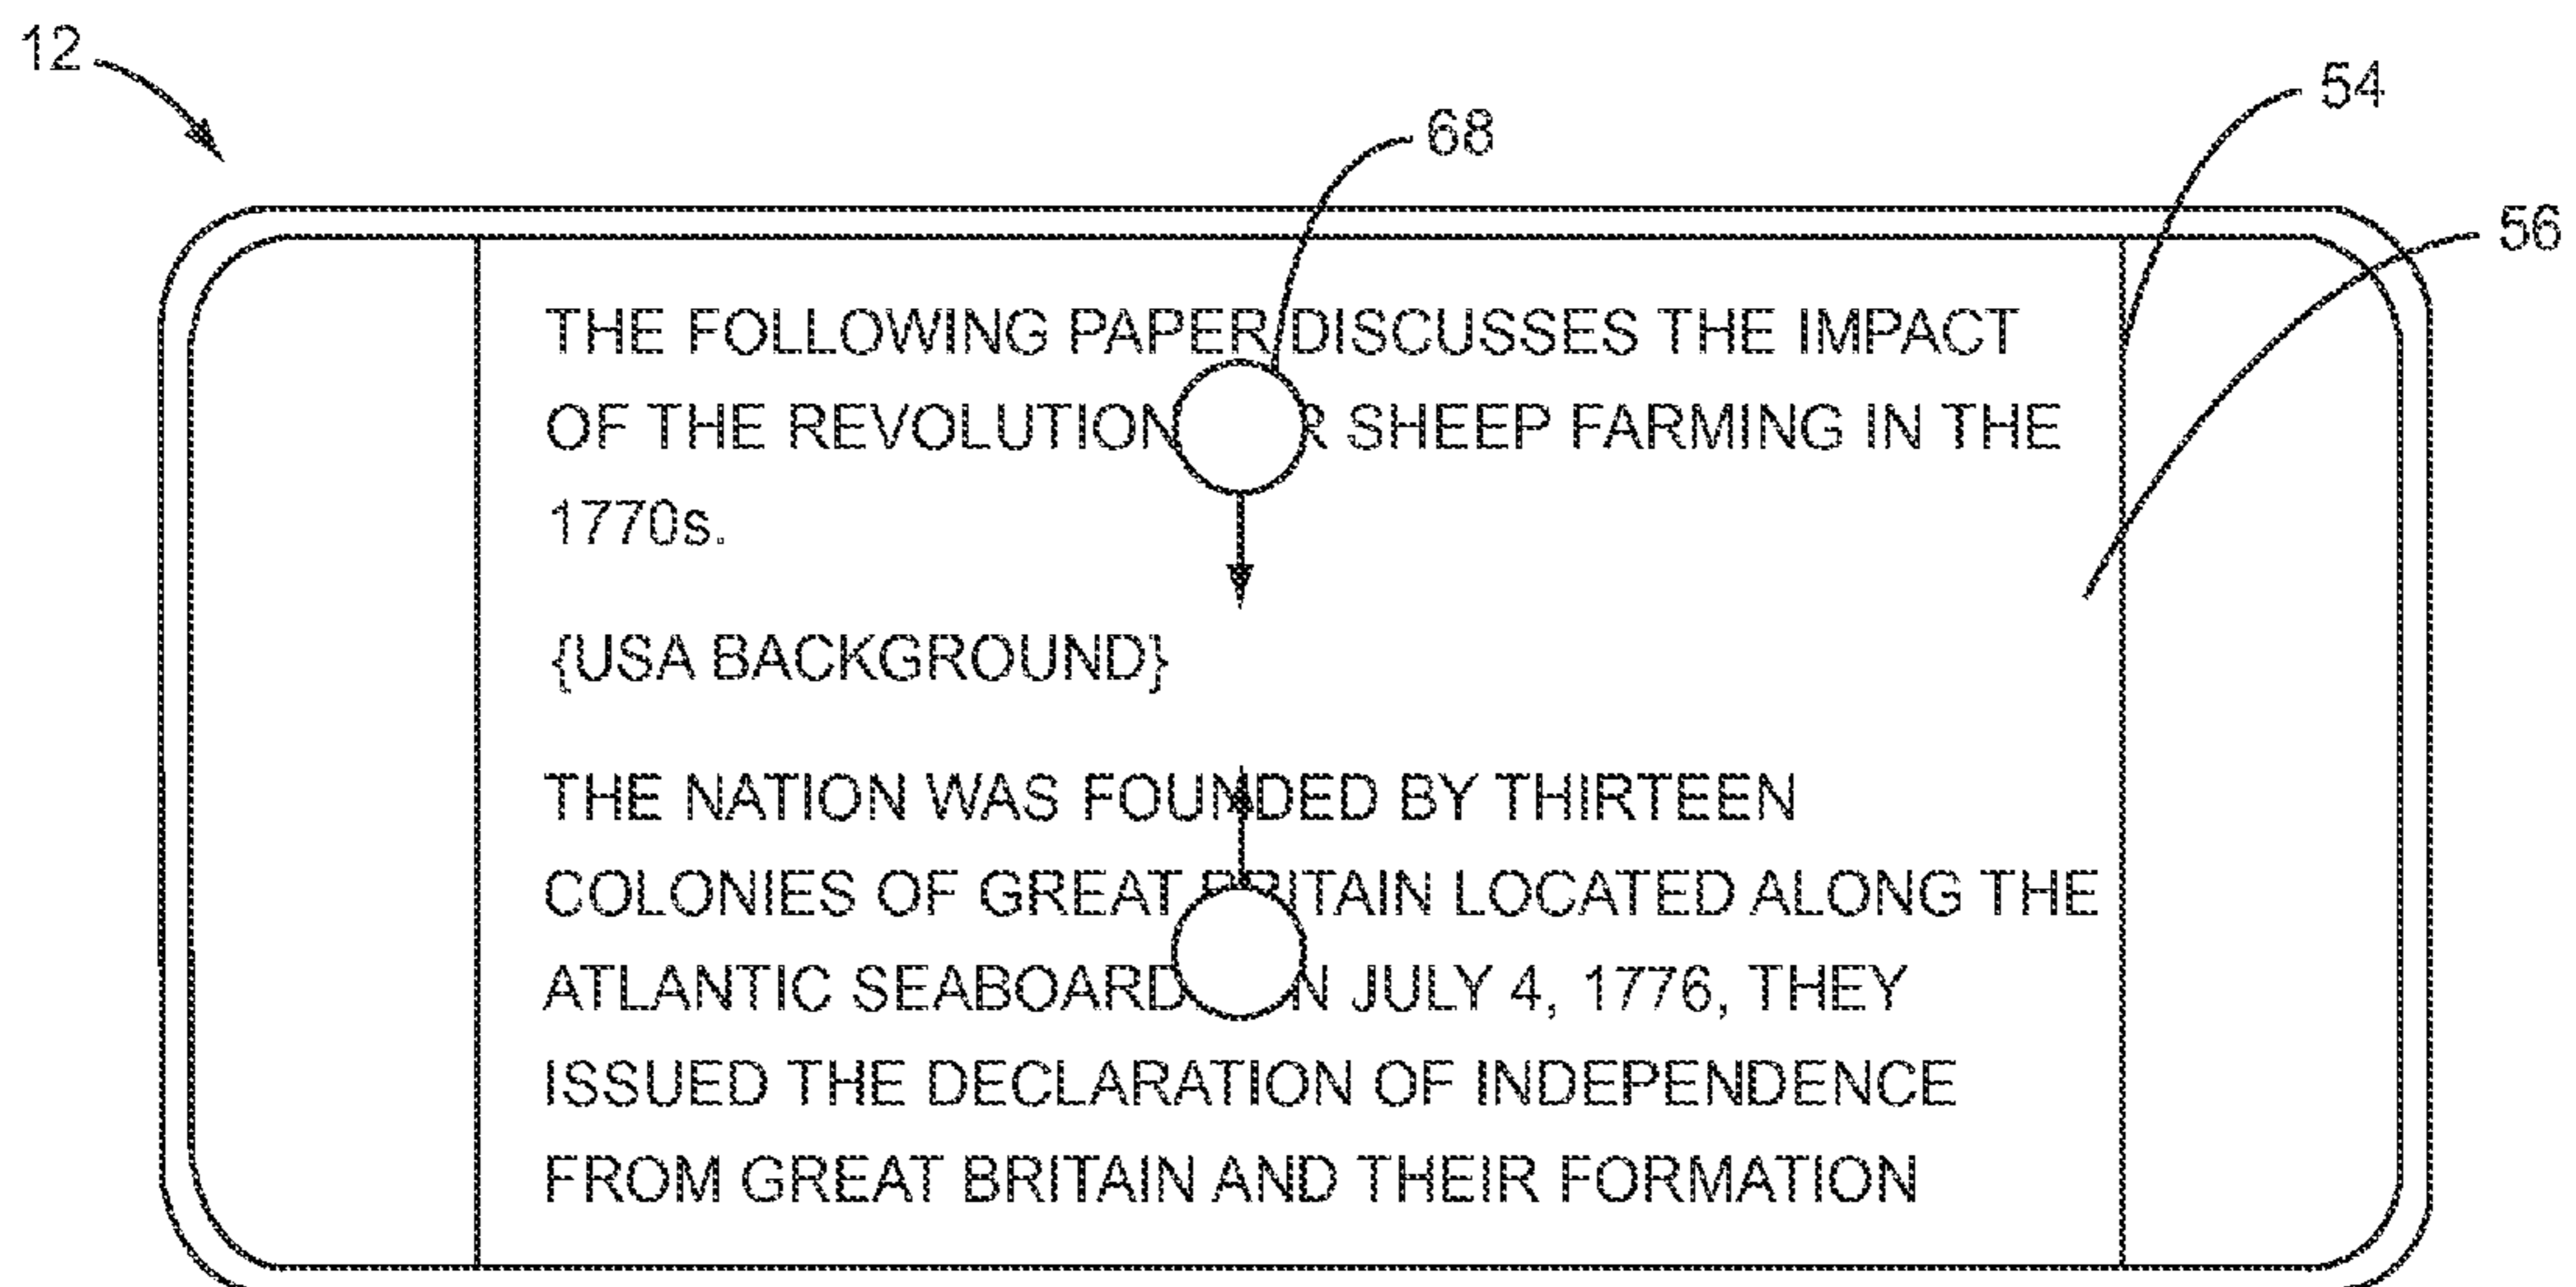 12
54
68
56
THE FOLLOWING PAPER DISCUSSES THE IMPACT
OF THE REVOLUTION R SHEEP FARMING IN THE
1770s.
{USA BACKGROUND}
THE NATION WAS FOUNDED BY THIRTEEN
COLONIES OF GREAT BRITAIN LOCATED ALONG THE
ATLANTIC SEABOARD N JULY 4, 1776, THEY
ISSUED THE DECLARATION OF INDEPENDENCE
FROM GREAT BRITAIN AND THEIR FORMATION